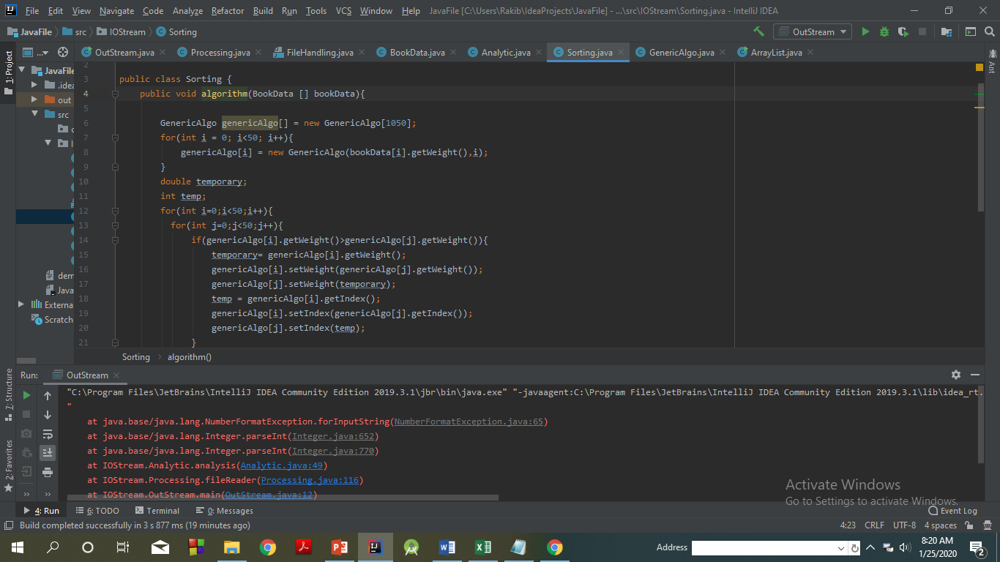 File Edit View Navigate Code Analyze Refactor Build Run Tools VCS Window Help JavaFile [C:\Users\Rakib\IdeaProjects\JavaFile] - ...\src\IOStream\Sorting.java - IntelliJ IDEA
JavaFile src IOStream Sorting OutStream
1: Project ... OutStream.java Processing.java FileHandling.java BookData.java Analytic.java Sorting.java GenericAlgo.java ArrayList.java Ant
JavaFile
.idea
out
src
dem
Java
Externa
Scratch
2
3 public class Sorting {
4 public void algorithm(BookData [] bookData){
5
6 GenericAlgo genericAlgo[] = new GenericAlgo[1050];
7 for(int i = 0; i<50; i++){
8 genericAlgo[i] = new GenericAlgo(bookData[i].getWeight(),i);
9 }
10 double temporary;
11 int temp;
12 for(int i=0;i<50;i++){
13 for(int j=0;j<50;j++){
14 if(genericAlgo[i].getWeight()>genericAlgo[j].getWeight()){
15 temporary= genericAlgo[i].getWeight();
16 genericAlgo[i].setWeight(genericAlgo[j].getWeight());
17 genericAlgo[j].setWeight(temporary);
18 temp = genericAlgo[i].getIndex();
19 genericAlgo[i].setIndex(genericAlgo[j].getIndex());
20 genericAlgo[j].setIndex(temp);
21 }
Sorting › algorithm()
7: Structure
2: Favorites
Run: OutStream
"C:\Program Files\JetBrains\IntelliJ IDEA Community Edition 2019.3.1\jbr\bin\java.exe" "-javaagent:C:\Program Files\JetBrains\IntelliJ IDEA Community Edition 2019.3.1\lib\idea_rt.
"
at java.base/java.lang.NumberFormatException.forInputString(NumberFormatException.java:65)
at java.base/java.lang.Integer.parseInt(Integer.java:652)
at java.base/java.lang.Integer.parseInt(Integer.java:770)
at IOStream.Analytic.analysis(Analytic.java:49)
at IOStream.Processing.fileReader(Processing.java:116)
at IOStream.OutStream.main(OutStream.java:12)
Activate Windows
Go to Settings to activate Windows.
4: Run 6: TODO Terminal 0: Messages Event Log
Build completed successfully in 3 s 877 ms (19 minutes ago) 4:23 CRLF UTF-8 4 spaces
Address 8:20 AM
1/25/2020
2